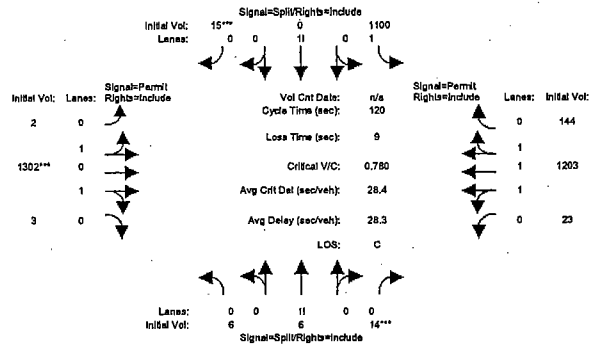 Signal=Split/Rights=Include
Initial Vol: 15*** 0 1100
Lanes: 0 0 1! 0 1
Signal=Permit
Initial Vol: Lanes: Rights=Include
Vol Cnt Date: n/a
Signal=Permit
Rights=Include Lanes: Initial Vol:
Cycle Time (sec): 120
2 0
0 144
Loss Time (sec): 9
1
1
1302*** 0
Critical V/C: 0.780
1 1203
1
Avg Crit Del (sec/veh): 28.4
1
3 0
Avg Delay (sec/veh): 28.3
0 23
LOS: C
Lanes: 0 0 1! 0 0
Initial Vol: 6 6 14***
Signal=Split/Rights=Include